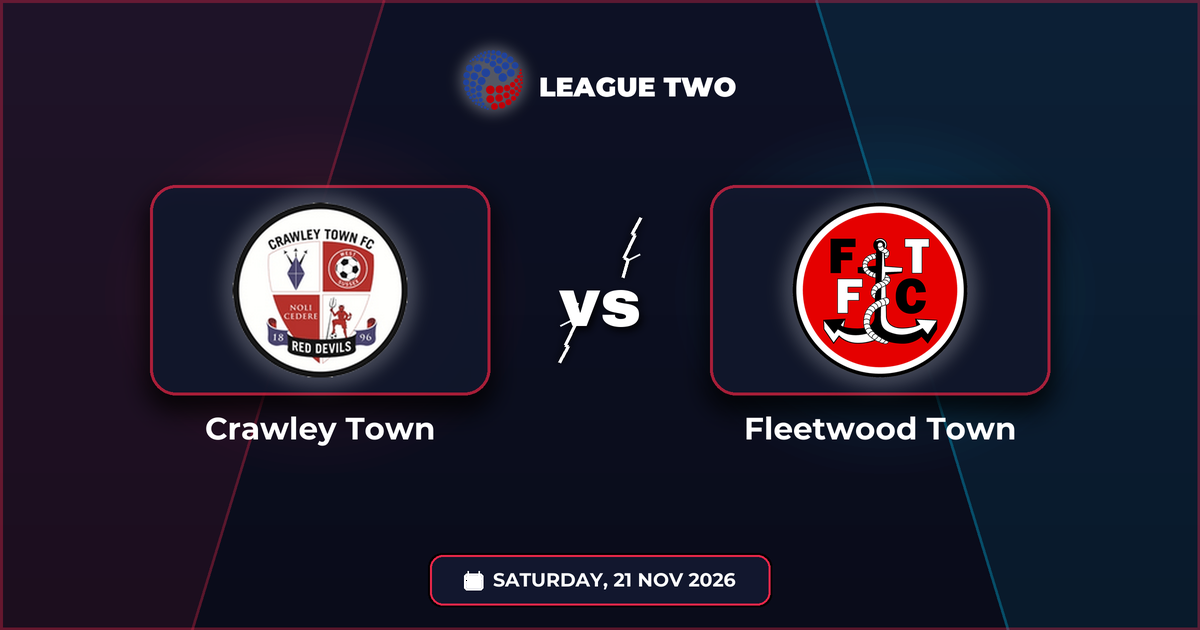 LEAGUE TWO
CRAWLEY TOWN FC
WEST
SUSSEX
NOLI
CEDERE
18 96
RED DEVILS
vs
F T
F C
Crawley Town
Fleetwood Town
SATURDAY, 21 NOV 2026